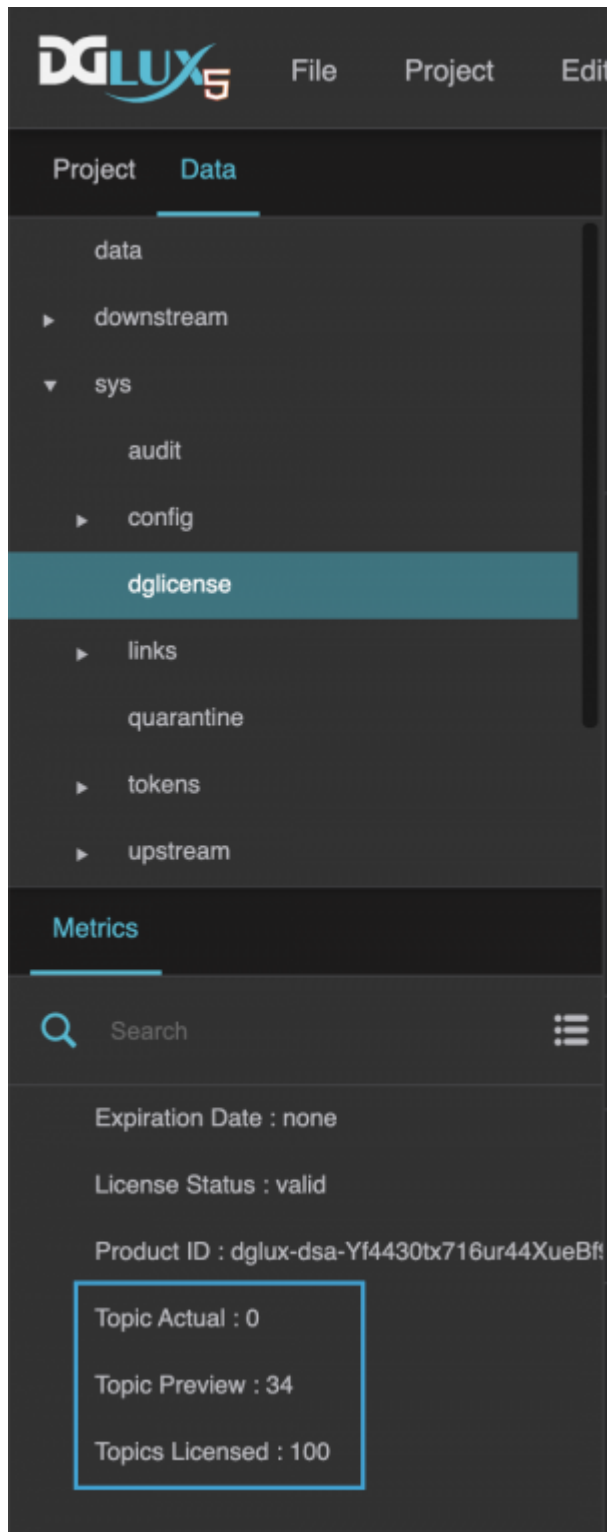 DGLUX5 File Project Edit
Project Data
data
downstream
sys
audit
config
dglicense
links
quarantine
tokens
upstream
Metrics
Search
Expiration Date : none
License Status : valid
Product ID : dglux-dsa-Yf4430tx716ur44XueBf
Topic Actual : 0
Topic Preview : 34
Topics Licensed : 100